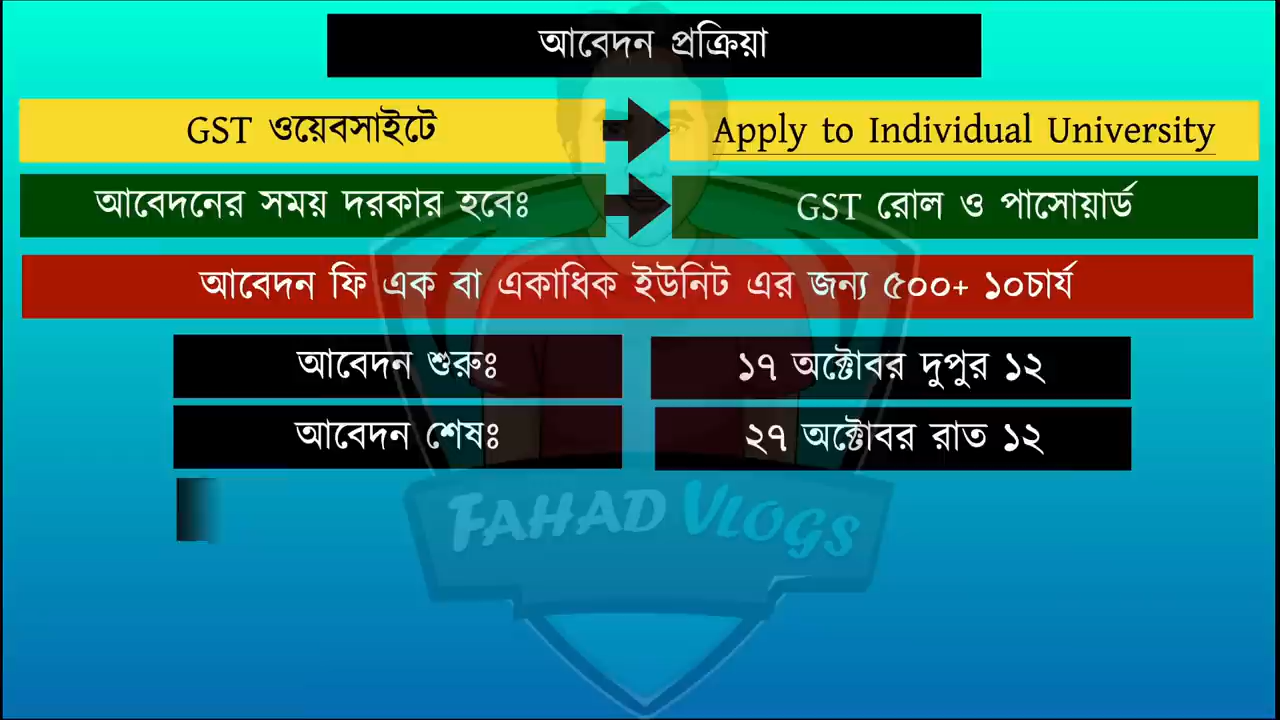 আবেদন প্রক্রিয়া
GST ওয়েবসাইটে Apply to Individual University
আবেদনের সময় দরকার হবেঃ GST রোল ও পাসোয়ার্ড
আবেদন ফি এক বা একাধিক ইউনিট এর জন্য ৫০০+ ১০চার্য
আবেদন শুরুঃ ১৭ অক্টোবর দুপুর ১২
আবেদন শেষঃ ২৭ অক্টোবর রাত ১২
FAHAD VLOGS